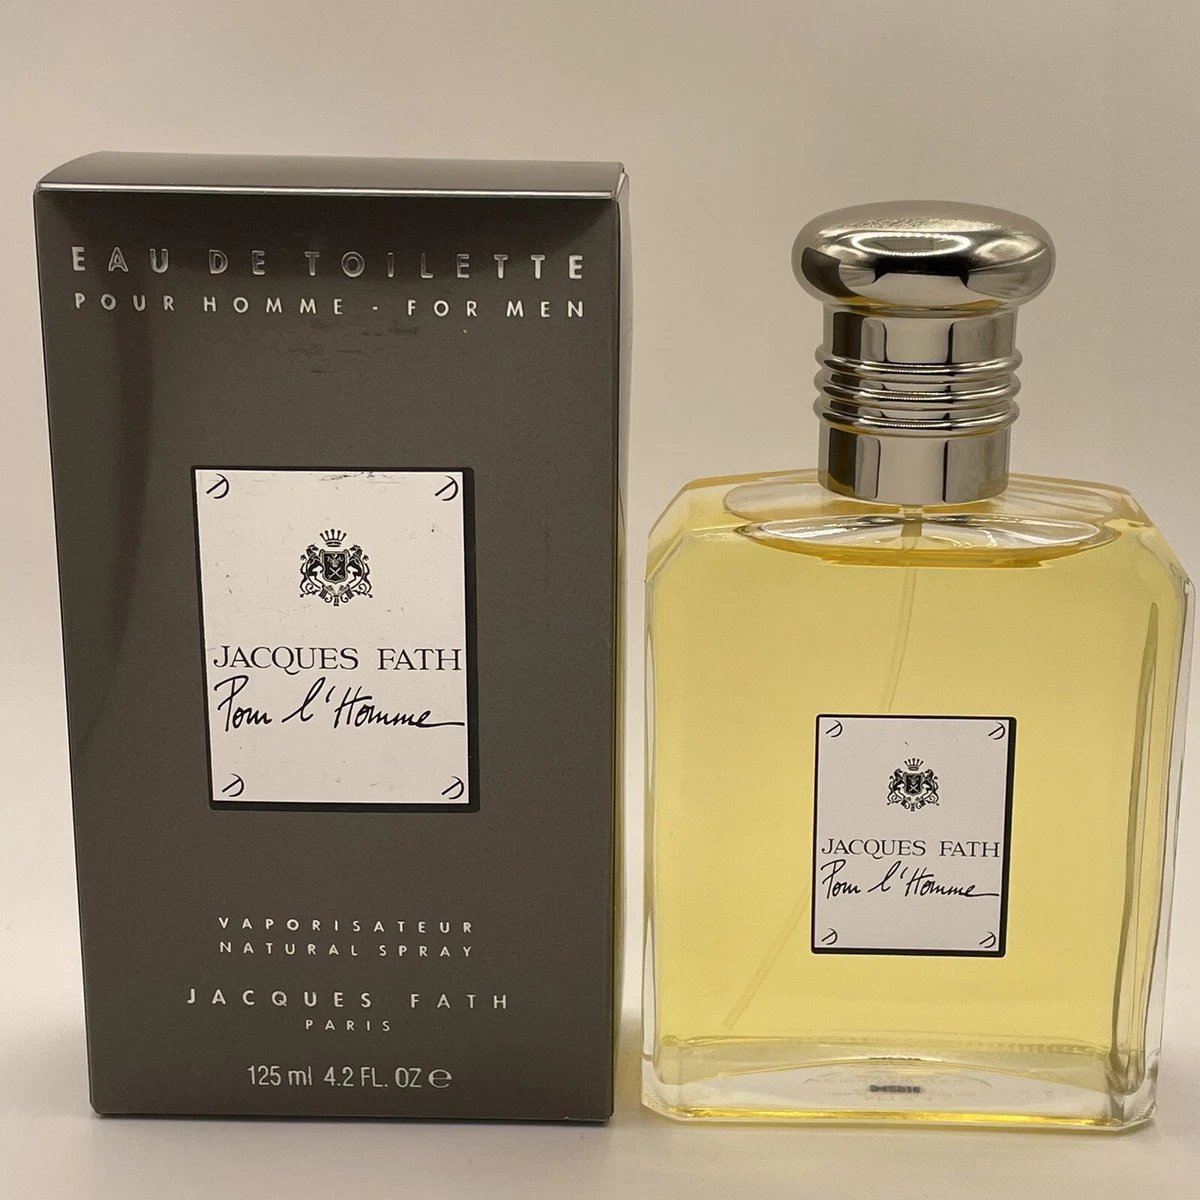 EAU DE TOILETTE
POUR HOMME - FOR MEN
JACQUES FATH
Pour l'Homme
VAPORISATEUR
NATURAL SPRAY
JACQUES FATH
PARIS
125 ml 4.2 FL. OZ e
JACQUES FATH
Pour l'Homme